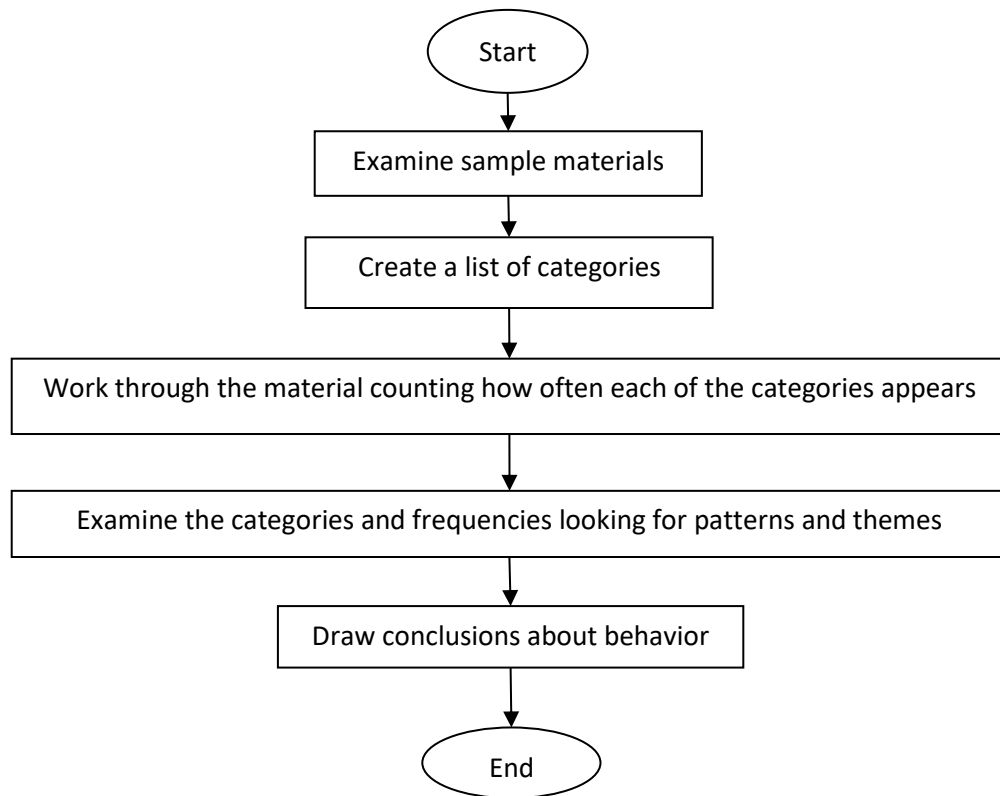 Start
Examine sample materials
Create a list of categories
Work through the material counting how often each of the categories appears
Examine the categories and frequencies looking for patterns and themes
Draw conclusions about behavior
End